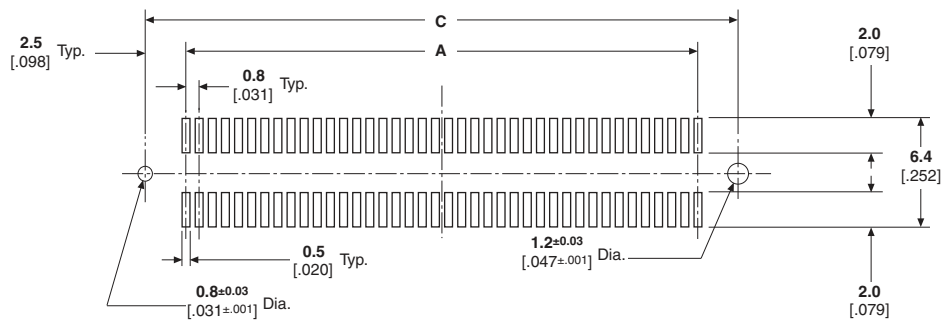 C
2.5
[.098] Typ.
A
2.0
[.079]
0.8
[.031] Typ.
6.4
[.252]
0.5
[.020] Typ.
1.2±0.03
[.047±.001] Dia.
0.8±0.03
[.031±.001] Dia.
2.0
[.079]